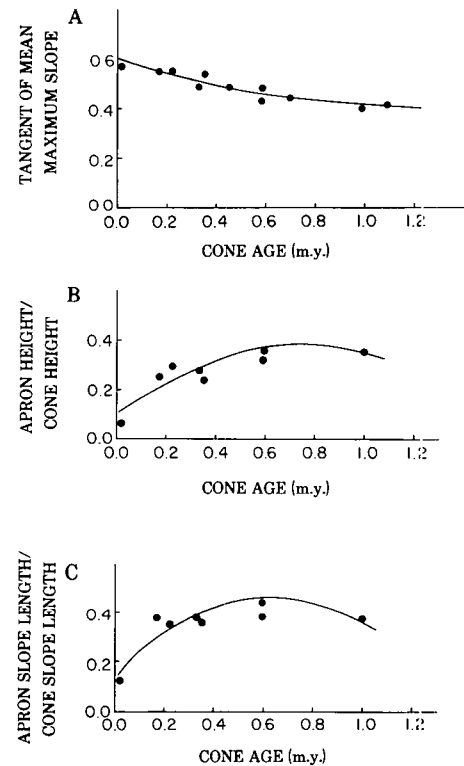 A
TANGENT OF MEAN
MAXIMUM SLOPE
0.6
0.4
0.2
0.0
0.0 0.2 0.4 0.6 0.8 1.0 1.2
CONE AGE (m.y.)
B
APRON HEIGHT/
CONE HEIGHT
0.4
0.2
0.0
0.0 0.2 0.4 0.6 0.8 1.0 1.2
CONE AGE (m.y.)
C
APRON SLOPE LENGTH/
CONE SLOPE LENGTH
0.4
0.2
0.0
0.0 0.2 0.4 0.6 0.8 1.0 1.2
CONE AGE (m.y.)